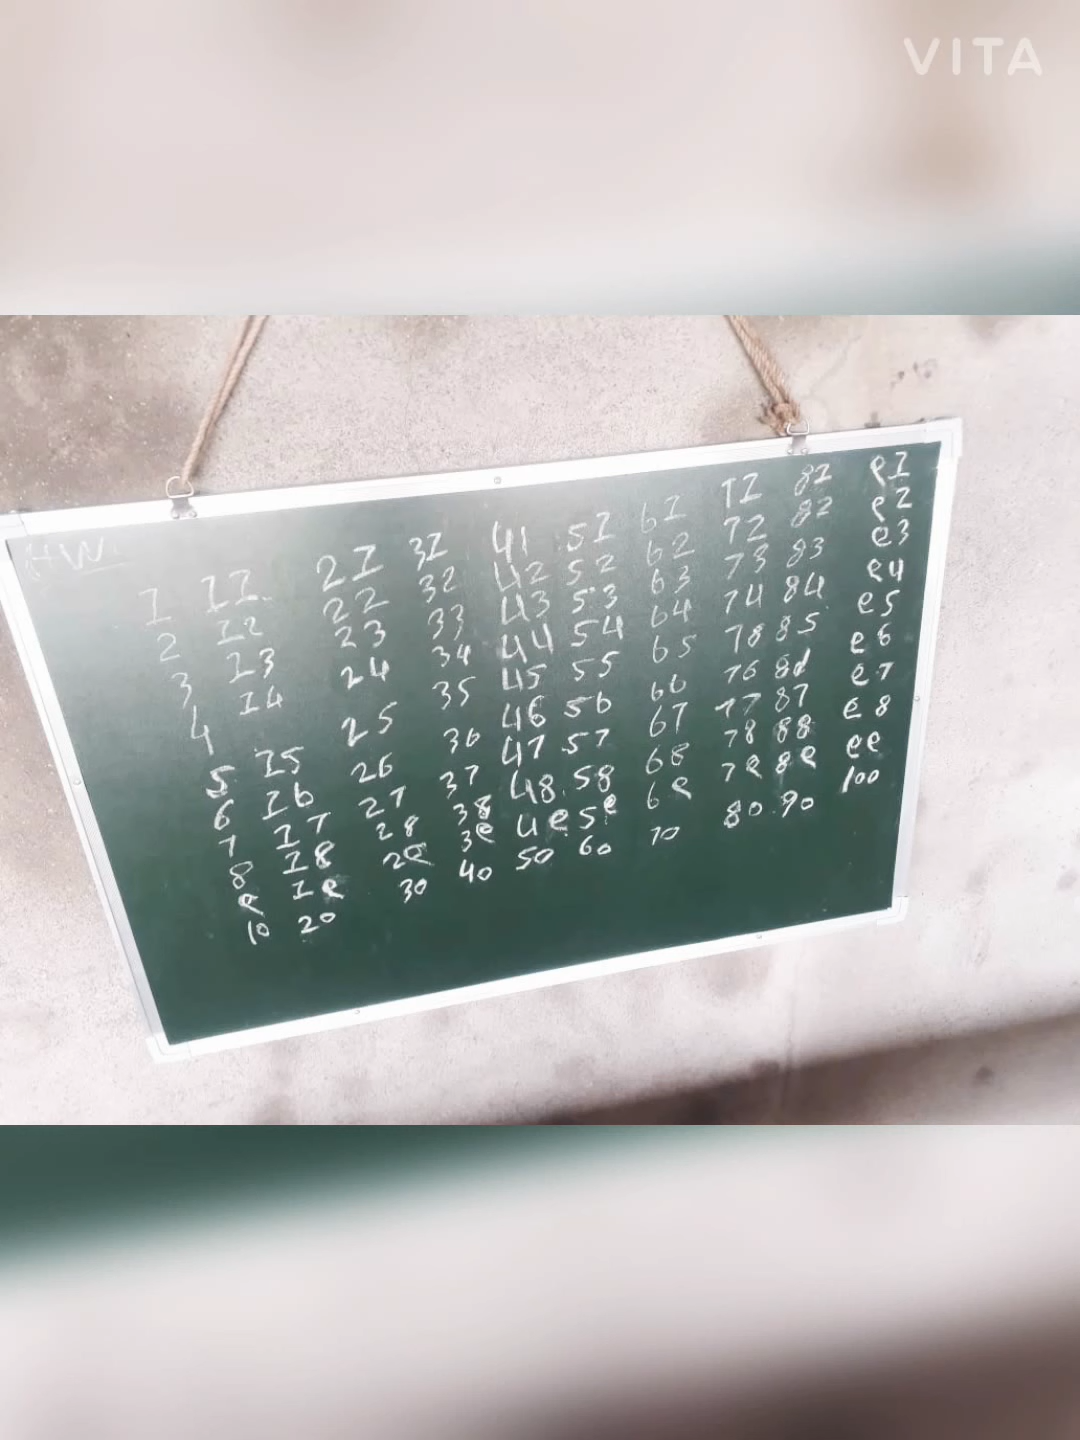 VITA
HW:
1 11 21 31 41 51 61 71 81 91
2 12 22 32 42 52 62 72 82 92
3 13 23 33 43 53 63 73 83 93
4 14 24 34 44 54 64 74 84 94
5 15 25 35 45 55 65 78 85 95
6 16 26 36 46 56 66 76 86 96
7 17 27 37 47 57 67 77 87 97
8 18 28 38 48 58 68 78 88 98
9 19 29 39 49 59 69 79 89 99
10 20 30 40 50 60 70 80 90 100